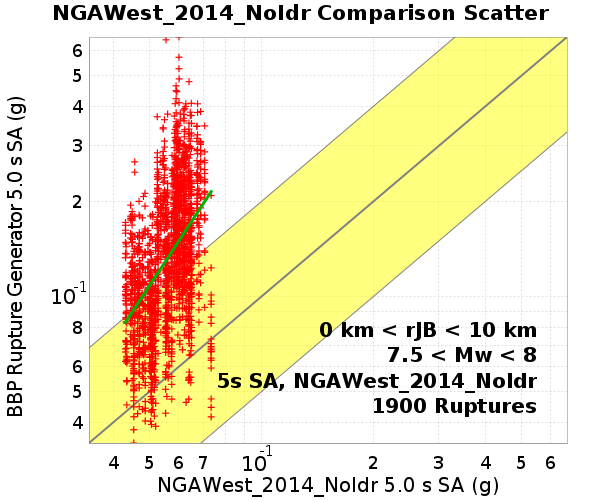 NGAWest_2014_NoIdr Comparison Scatter
BBP Rupture Generator 5.0 s SA (g)
6
5
4
3
2
10⁻¹
8
6
5
4
0 km < rJB < 10 km
7.5 < Mw < 8
5s SA, NGAWest_2014_NoIdr
1900 Ruptures
4 5 6 7 10⁻¹ 2 3 4 5 6
NGAWest_2014_NoIdr 5.0 s SA (g)